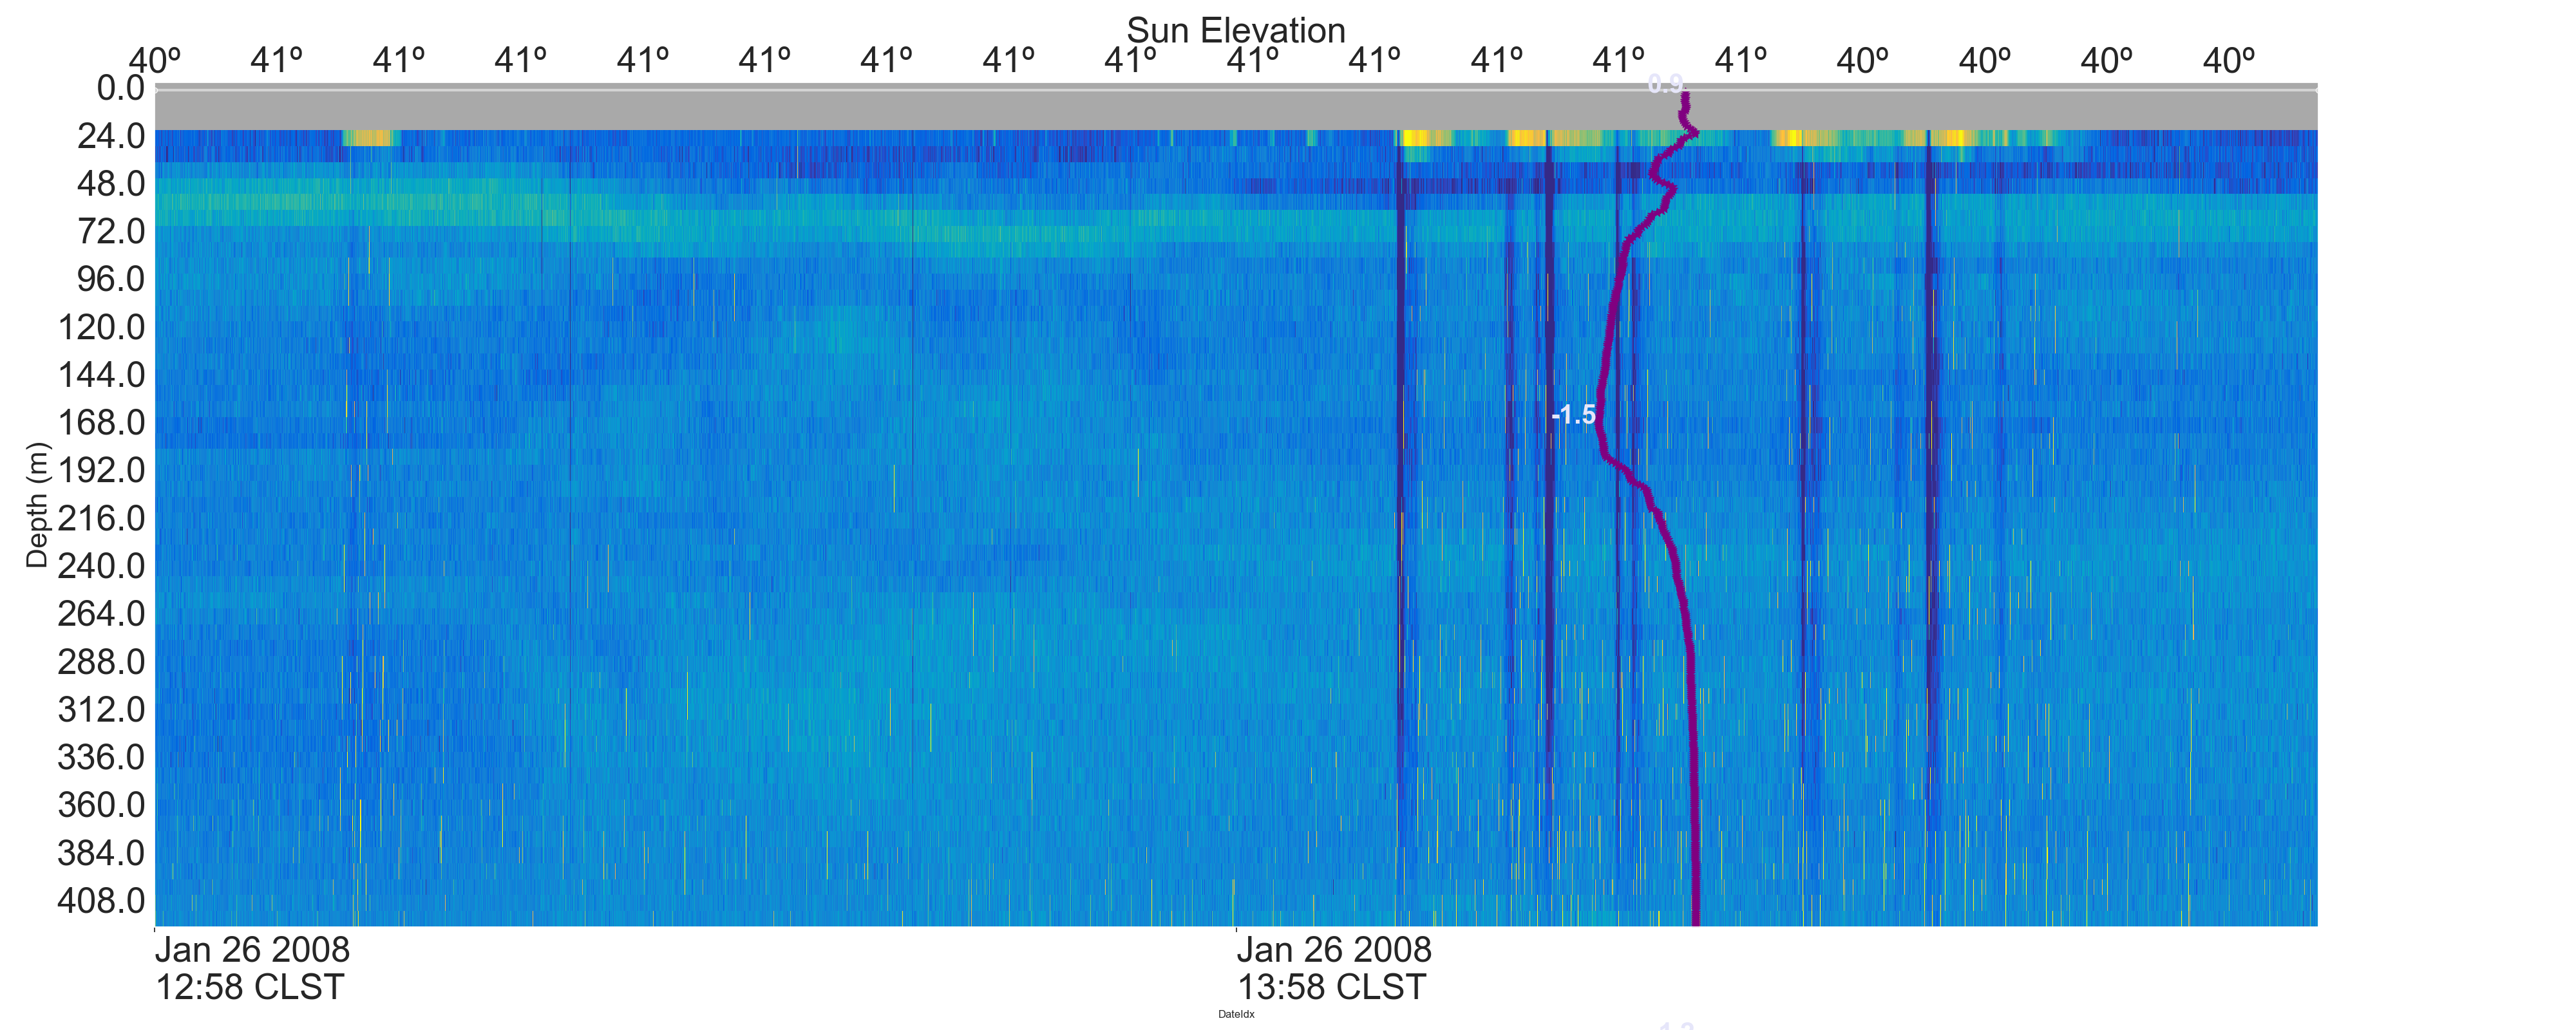 Sun Elevation
40º 41º 41º 41º 41º 41º 41º 41º 41º 41º 41º 41º 41º 41º 40º 40º 40º 40º
0.9
0.0
24.0
48.0
72.0
96.0
120.0
144.0
168.0
-1.5
192.0
216.0
240.0
264.0
288.0
312.0
336.0
360.0
384.0
408.0
Depth (m)
Jan 26 2008
12:58 CLST
Jan 26 2008
13:58 CLST
DateIdx